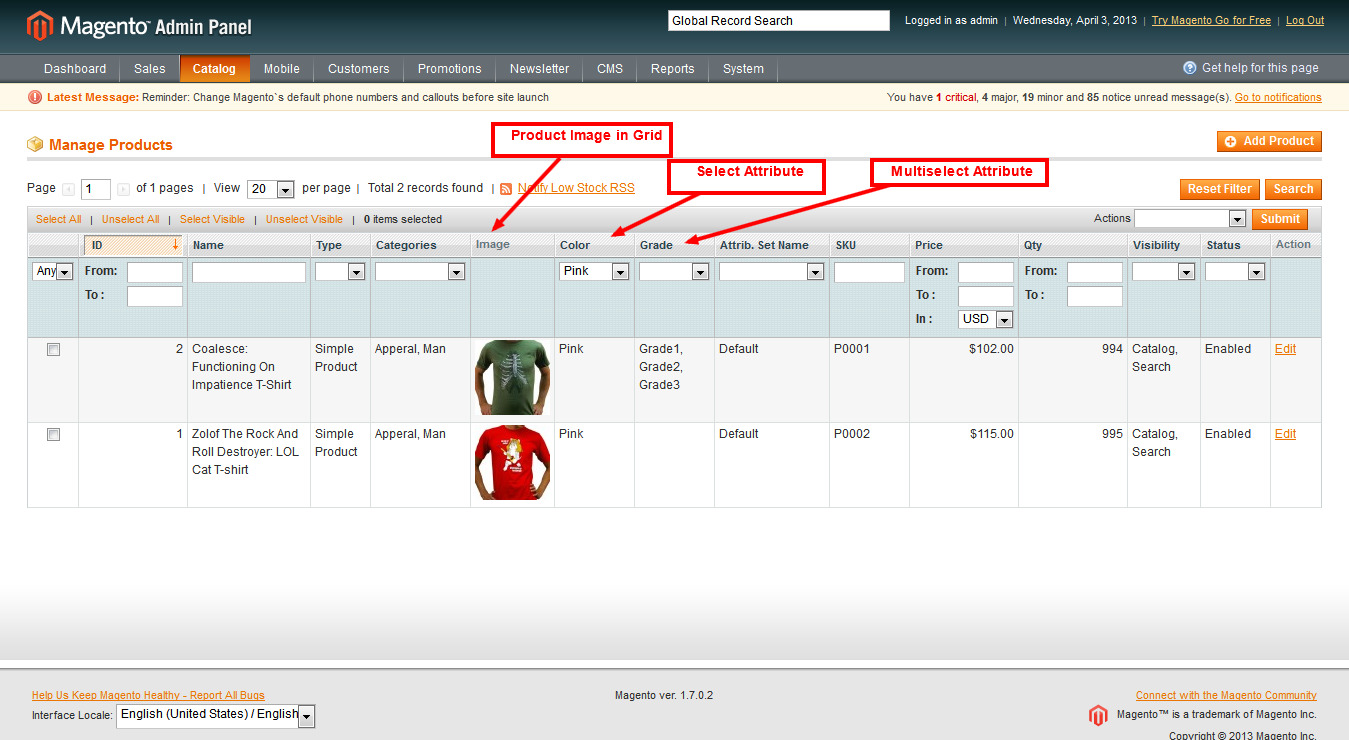 Magento™ Admin Panel
Global Record Search
Logged in as admin | Wednesday, April 3, 2013 | Try Magento Go for Free | Log Out
Dashboard Sales Catalog Mobile Customers Promotions Newsletter CMS Reports System
Get help for this page
Latest Message: Reminder: Change Magento`s default phone numbers and callouts before site launch
You have 1 critical, 4 major, 19 minor and 85 notice unread message(s). Go to notifications
Product Image in Grid
Manage Products
Add Product
Select Attribute
Multiselect Attribute
Page 1 of 1 pages | View 20 per page | Total 2 records found | Notify Low Stock RSS
Reset Filter Search
Select All | Unselect All | Select Visible | Unselect Visible | 0 items selected
Actions Submit
ID Name Type Categories Image Color Grade Attrib. Set Name SKU Price Qty Visibility Status Action
Any From: Pink From: From:
To : To : To :
In : USD
2 Coalesce: Simple Apperal, Man Pink Grade1, Default P0001 $102.00 994 Catalog, Enabled Edit
Functioning On Product Grade2, Search
Impatience T-Shirt Grade3
1 Zolof The Rock And Simple Apperal, Man Pink Default P0002 $115.00 995 Catalog, Enabled Edit
Roll Destroyer: LOL Product Search
Cat T-shirt
Help Us Keep Magento Healthy - Report All Bugs
Magento ver. 1.7.0.2
Connect with the Magento Community
Interface Locale: English (United States) / English
Magento™ is a trademark of Magento Inc.
Copyright © 2013 Magento Inc.